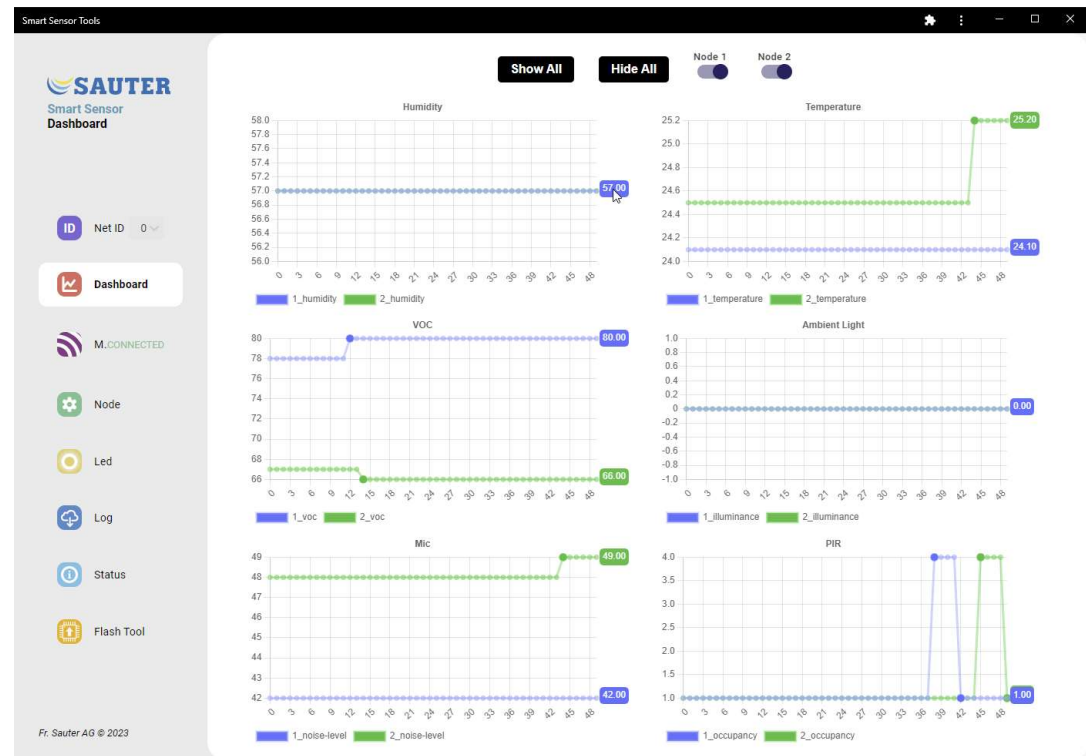 Smart Sensor Tools
SAUTER
Smart Sensor
Dashboard
ID Net ID 0
Dashboard
M.CONNECTED
Node
Led
Log
Status
Flash Tool
Fr. Sauter AG © 2023
Show All Hide All Node 1 Node 2
Humidity
58.0
57.8
57.6
57.4
57.2
57.0
56.8
56.6
56.4
56.2
56.0
57.00
0 3 6 9 12 15 18 21 24 27 30 33 36 39 42 45 48
1_humidity 2_humidity
Temperature
25.2
25.0
24.8
24.6
24.4
24.2
24.0
25.20
24.10
0 3 6 9 12 15 18 21 24 27 30 33 36 39 42 45 48
1_temperature 2_temperature
VOC
80
78
76
74
72
70
68
66
80.00
66.00
0 3 6 9 12 15 18 21 24 27 30 33 36 39 42 45 48
1_voc 2_voc
Ambient Light
1.0
0.8
0.6
0.4
0.2
0
-0.2
-0.4
-0.6
-0.8
-1.0
0.00
0 3 6 9 12 15 18 21 24 27 30 33 36 39 42 45 48
1_illuminance 2_illuminance
Mic
49
48
47
46
45
44
43
42
49.00
42.00
0 3 6 9 12 15 18 21 24 27 30 33 36 39 42 45 48
1_noise-level 2_noise-level
PIR
4.0
3.5
3.0
2.5
2.0
1.5
1.0
1.00
0 3 6 9 12 15 18 21 24 27 30 33 36 39 42 45 48
1_occupancy 2_occupancy